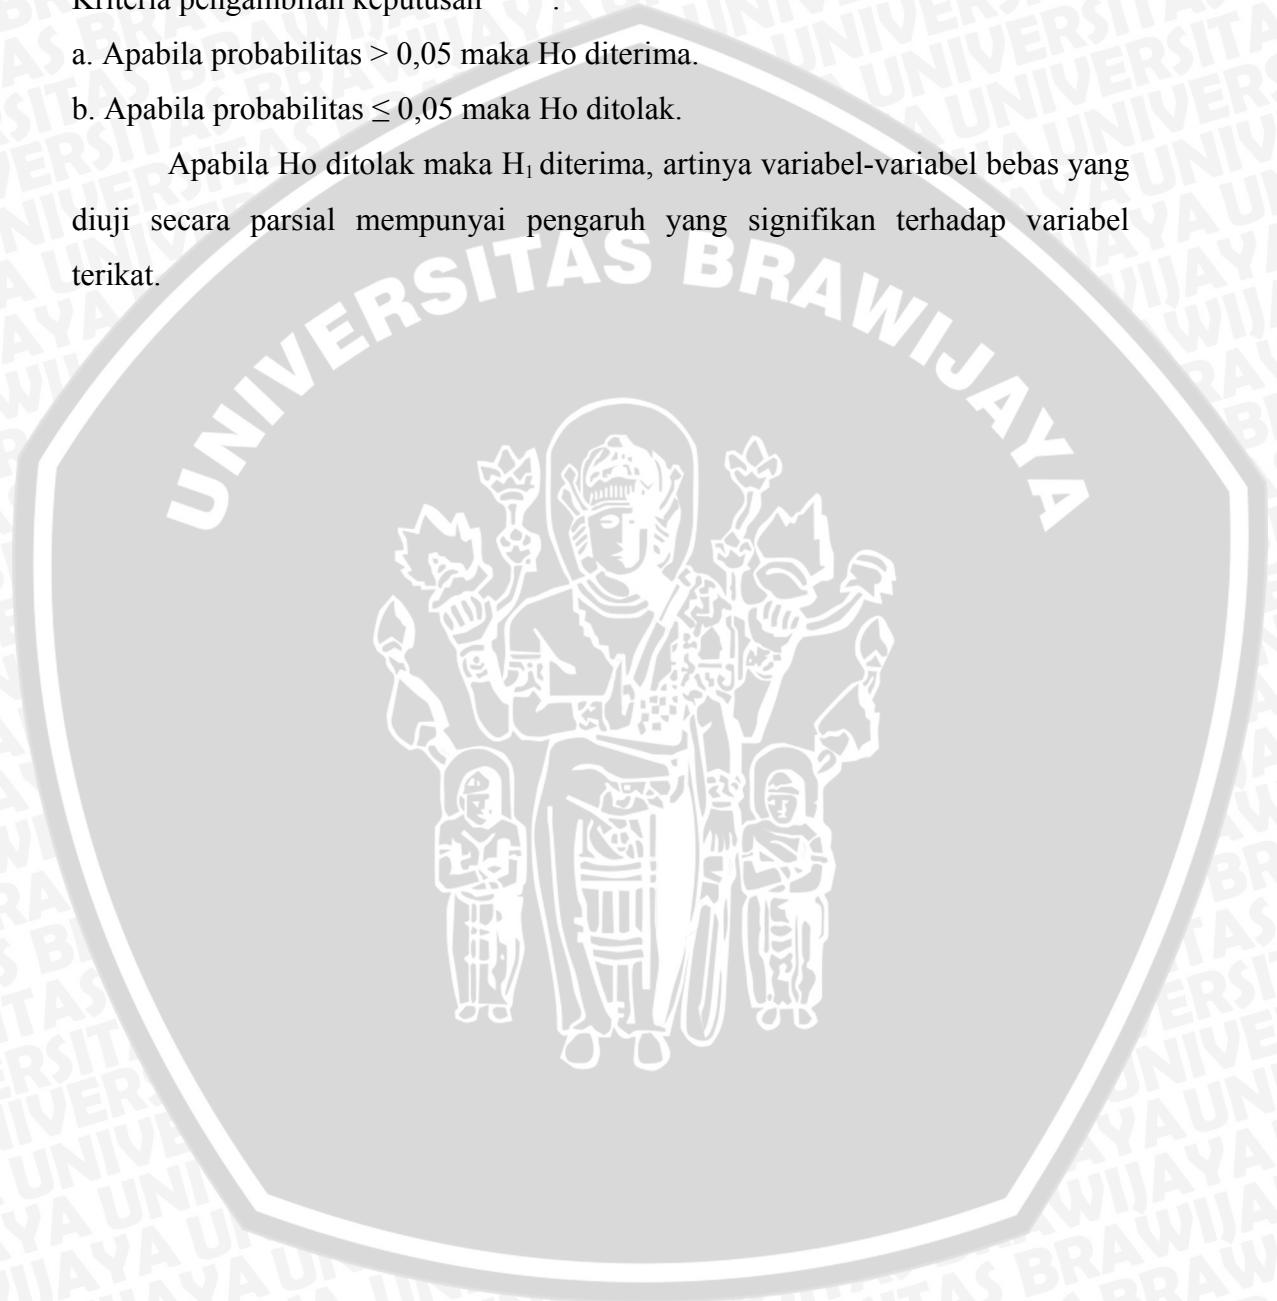 Kriteria pengambilan keputusan :
a. Apabila probabilitas > 0,05 maka Ho diterima.
b. Apabila probabilitas ≤ 0,05 maka Ho ditolak.
Apabila Ho ditolak maka H₁ diterima, artinya variabel-variabel bebas yang
diuji secara parsial mempunyai pengaruh yang signifikan terhadap variabel
terikat.
UNIVERSITAS BRAWIJAYA